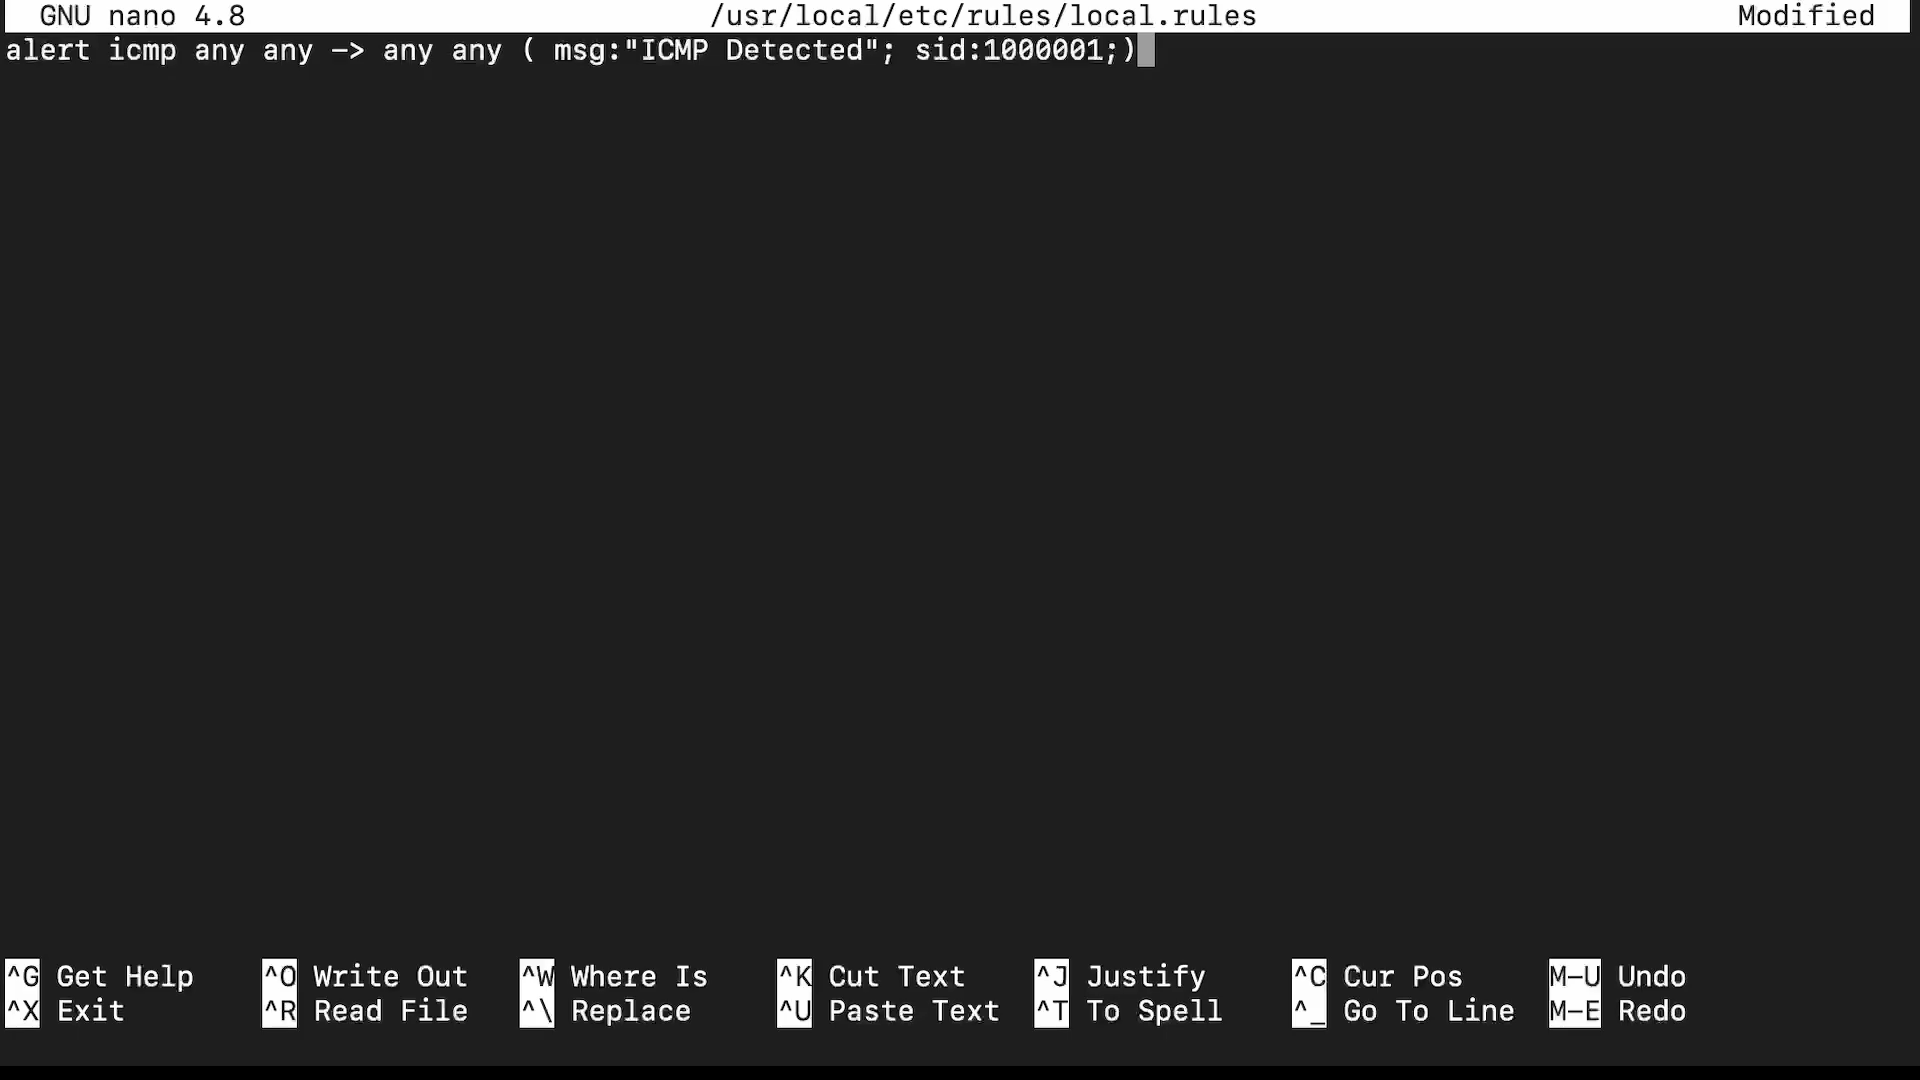 GNU nano 4.8 /usr/local/etc/rules/local.rules Modified
alert icmp any any -> any any ( msg:"ICMP Detected"; sid:1000001;)
^G Get Help ^O Write Out ^W Where Is ^K Cut Text ^J Justify ^C Cur Pos M-U Undo
^X Exit ^R Read File ^\ Replace ^U Paste Text ^T To Spell ^_ Go To Line M-E Redo